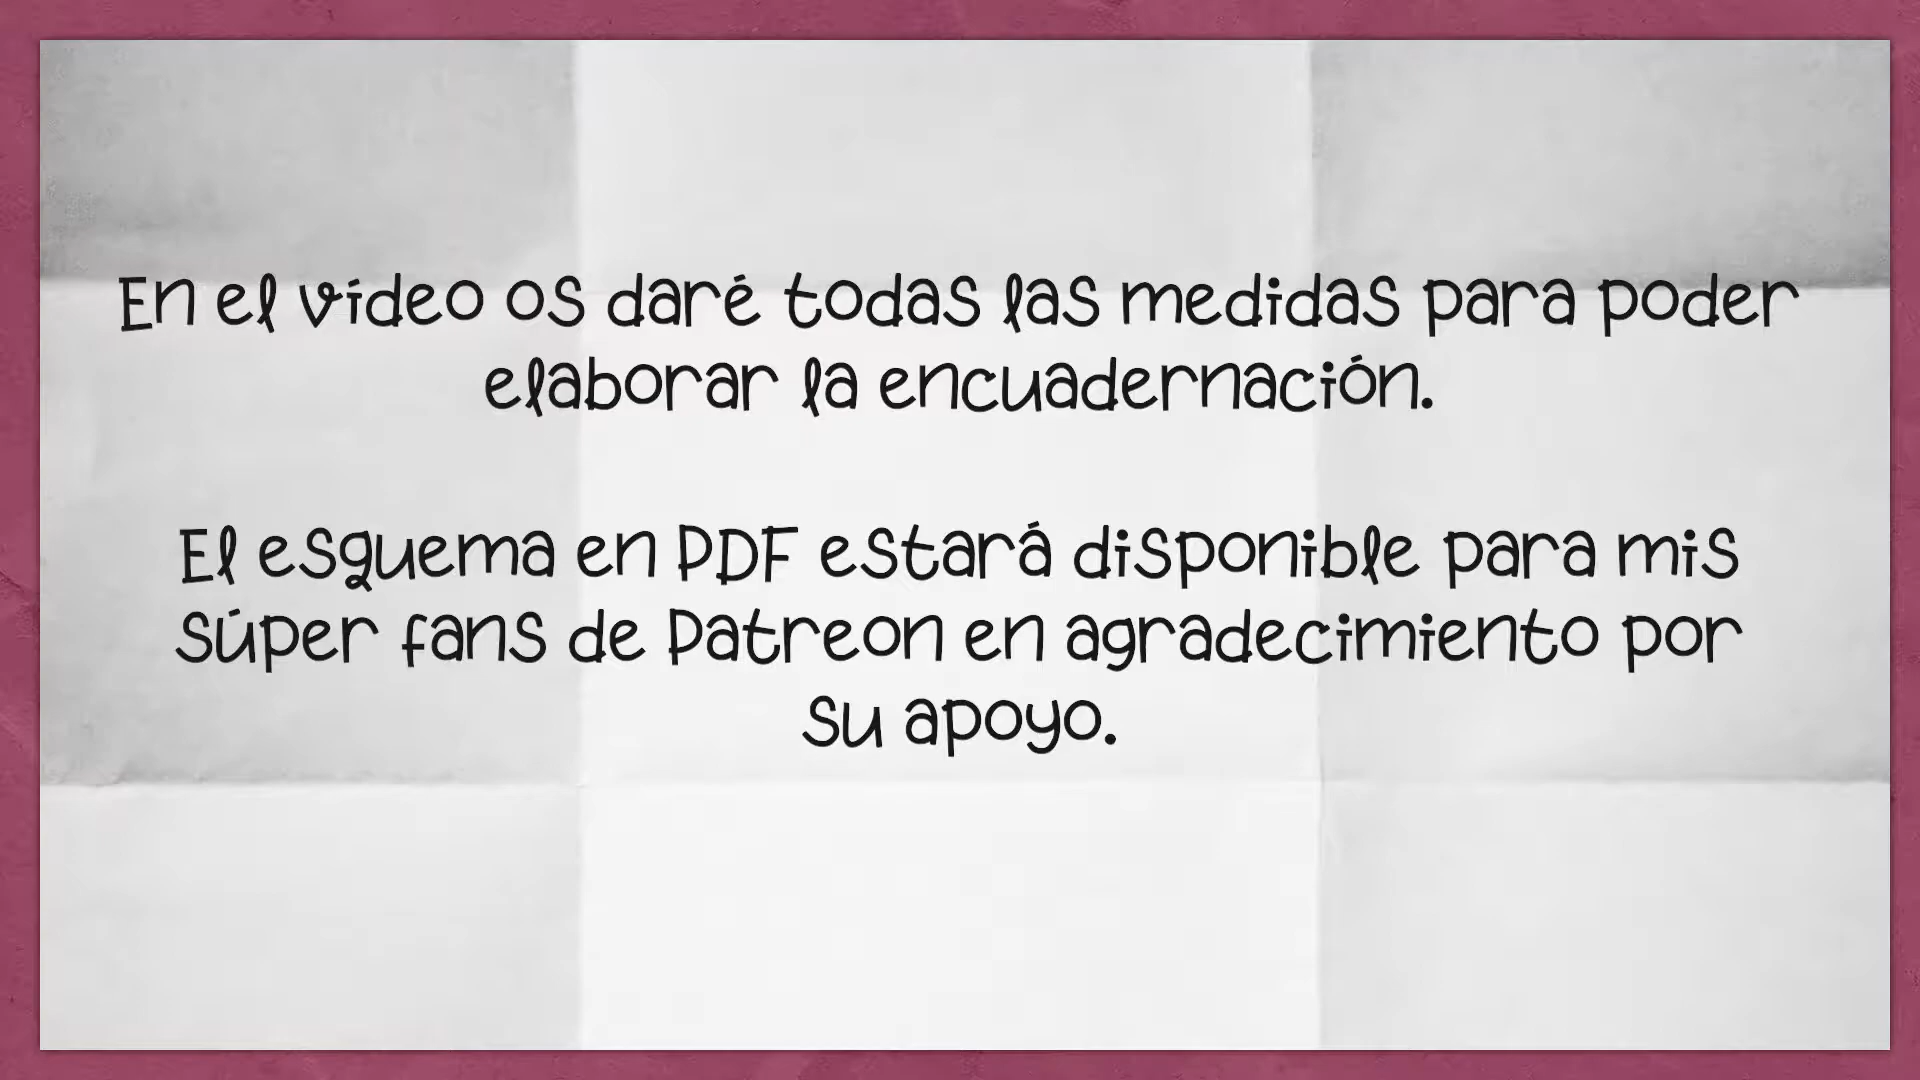 En el vídeo os daré todas las medidas para poder
elaborar la encuadernación.
El esquema en PDF estará disponible para mis
súper fans de Patreon en agradecimiento por
su apoyo.